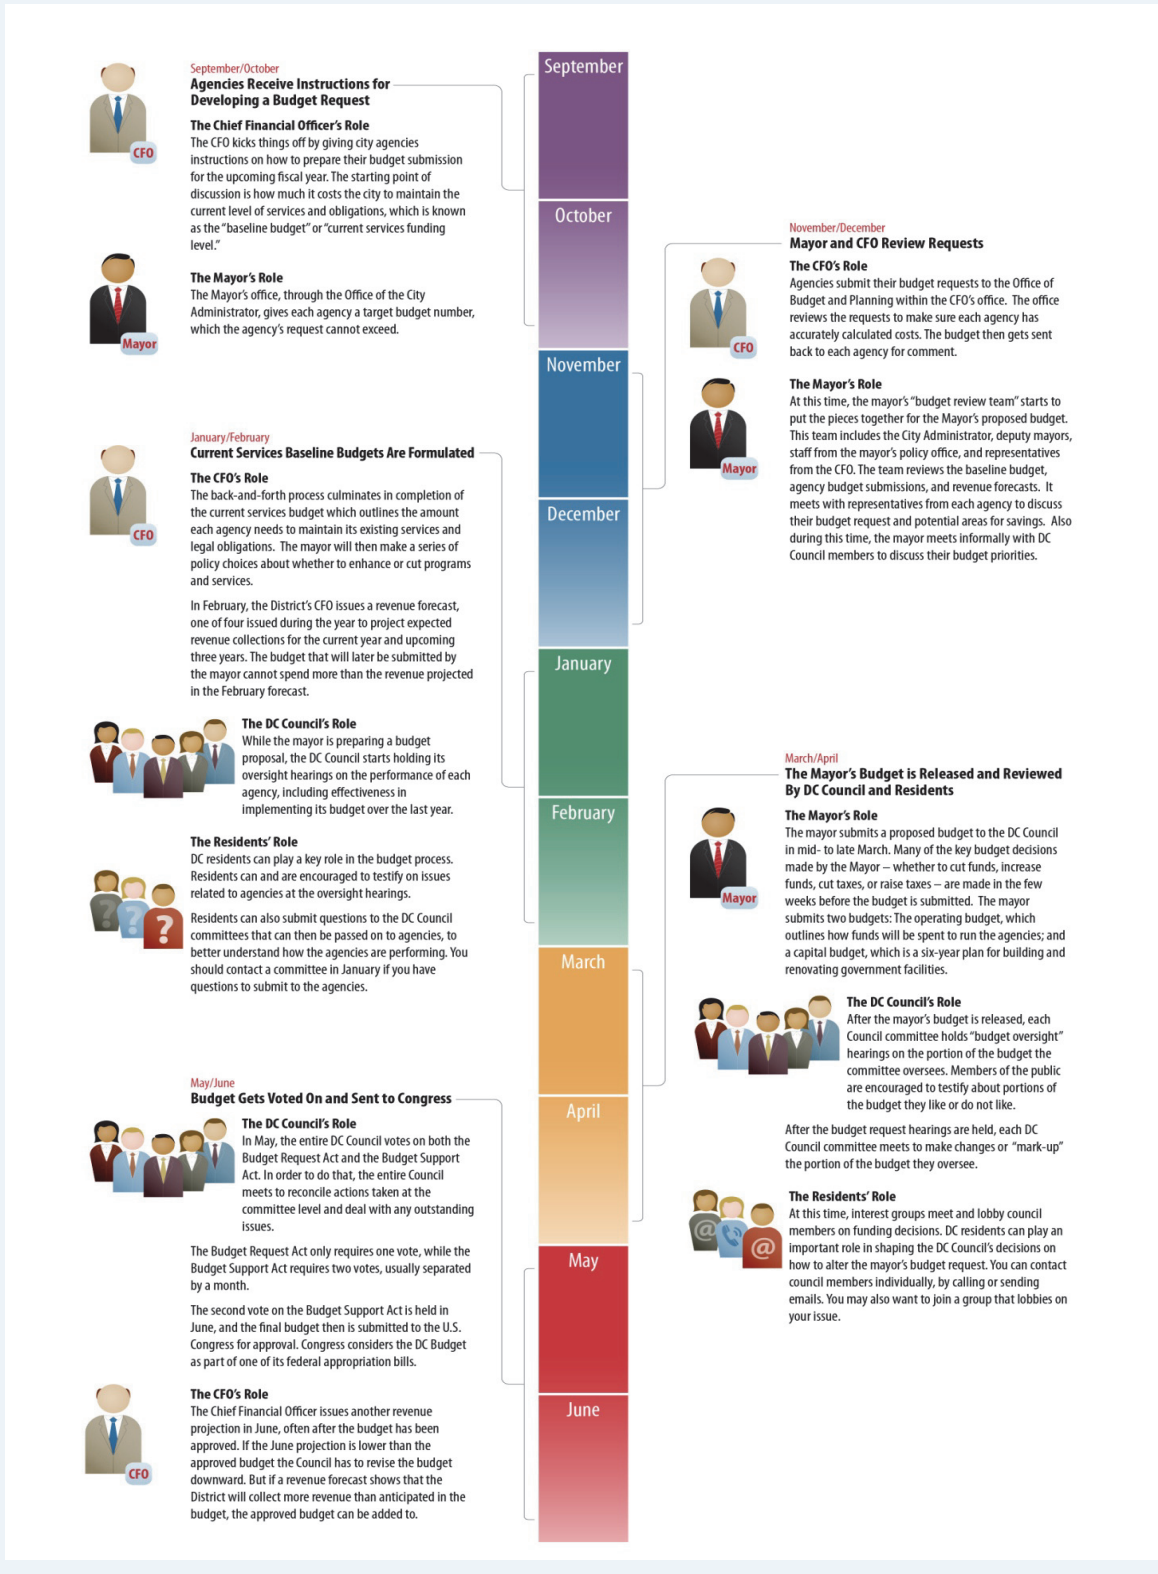 September/October
Agencies Receive Instructions for
Developing a Budget Request
The Chief Financial Officer's Role
The CFO kicks things off by giving city agencies
instructions on how to prepare their budget submission
for the upcoming fiscal year. The starting point of
discussion is how much it costs the city to maintain the
current level of services and obligations, which is known
as the “baseline budget” or “current services funding
level.”
CFO
The Mayor's Role
The Mayor's office, through the Office of the City
Administrator, gives each agency a target budget number,
which the agency's request cannot exceed.
Mayor
September
October
November/December
Mayor and CFO Review Requests
The CFO's Role
Agencies submit their budget requests to the Office of
Budget and Planning within the CFO's office. The office
reviews the requests to make sure each agency has
accurately calculated costs. The budget then gets sent
back to each agency for comment.
CFO
The Mayor's Role
At this time, the mayor's “budget review team” starts to
put the pieces together for the Mayor's proposed budget.
This team includes the City Administrator, deputy mayors,
staff from the mayor's policy office, and representatives
from the CFO. The team reviews the baseline budget,
agency budget submissions, and revenue forecasts. It
meets with representatives from each agency to discuss
their budget request and potential areas for savings. Also
during this time, the mayor meets informally with DC
Council members to discuss their budget priorities.
Mayor
November
December
January/February
Current Services Baseline Budgets Are Formulated
The CFO's Role
The back-and-forth process culminates in completion of
the current services budget which outlines the amount
each agency needs to maintain its existing services and
legal obligations. The mayor will then make a series of
policy choices about whether to enhance or cut programs
and services.
In February, the District's CFO issues a revenue forecast,
one of four issued during the year to project expected
revenue collections for the current year and upcoming
three years. The budget that will later be submitted by
the mayor cannot spend more than the revenue projected
in the February forecast.
CFO
The DC Council's Role
While the mayor is preparing a budget
proposal, the DC Council starts holding its
oversight hearings on the performance of each
agency, including effectiveness in
implementing its budget over the last year.
The Residents' Role
DC residents can play a key role in the budget process.
Residents can and are encouraged to testify on issues
related to agencies at the oversight hearings.
Residents can also submit questions to the DC Council
committees that can then be passed on to agencies, to
better understand how the agencies are performing. You
should contact a committee in January if you have
questions to submit to the agencies.
? ? ?
January
February
March/April
The Mayor's Budget is Released and Reviewed
By DC Council and Residents
The Mayor's Role
The mayor submits a proposed budget to the DC Council
in mid- to late March. Many of the key budget decisions
made by the Mayor – whether to cut funds, increase
funds, cut taxes, or raise taxes – are made in the few
weeks before the budget is submitted. The mayor
submits two budgets: The operating budget, which
outlines how funds will be spent to run the agencies; and
a capital budget, which is a six-year plan for building and
renovating government facilities.
Mayor
The DC Council's Role
After the mayor's budget is released, each
Council committee holds “budget oversight”
hearings on the portion of the budget the
committee oversees. Members of the public
are encouraged to testify about portions of
the budget they like or do not like.
After the budget request hearings are held, each DC
Council committee meets to make changes or “mark-up”
the portion of the budget they oversee.
The Residents' Role
At this time, interest groups meet and lobby council
members on funding decisions. DC residents can play an
important role in shaping the DC Council's decisions on
how to alter the mayor's budget request. You can contact
council members individually, by calling or sending
emails. You may also want to join a group that lobbies on
your issue.
@ @
March
April
May/June
Budget Gets Voted On and Sent to Congress
The DC Council's Role
In May, the entire DC Council votes on both the
Budget Request Act and the Budget Support
Act. In order to do that, the entire Council
meets to reconcile actions taken at the
committee level and deal with any outstanding
issues.
The Budget Request Act only requires one vote, while the
Budget Support Act requires two votes, usually separated
by a month.
The second vote on the Budget Support Act is held in
June, and the final budget then is submitted to the U.S.
Congress for approval. Congress considers the DC Budget
as part of one of its federal appropriation bills.
The CFO's Role
The Chief Financial Officer issues another revenue
projection in June, often after the budget has been
approved. If the June projection is lower than the
approved budget the Council has to revise the budget
downward. But if a revenue forecast shows that the
District will collect more revenue than anticipated in the
budget, the approved budget can be added to.
CFO
May
June